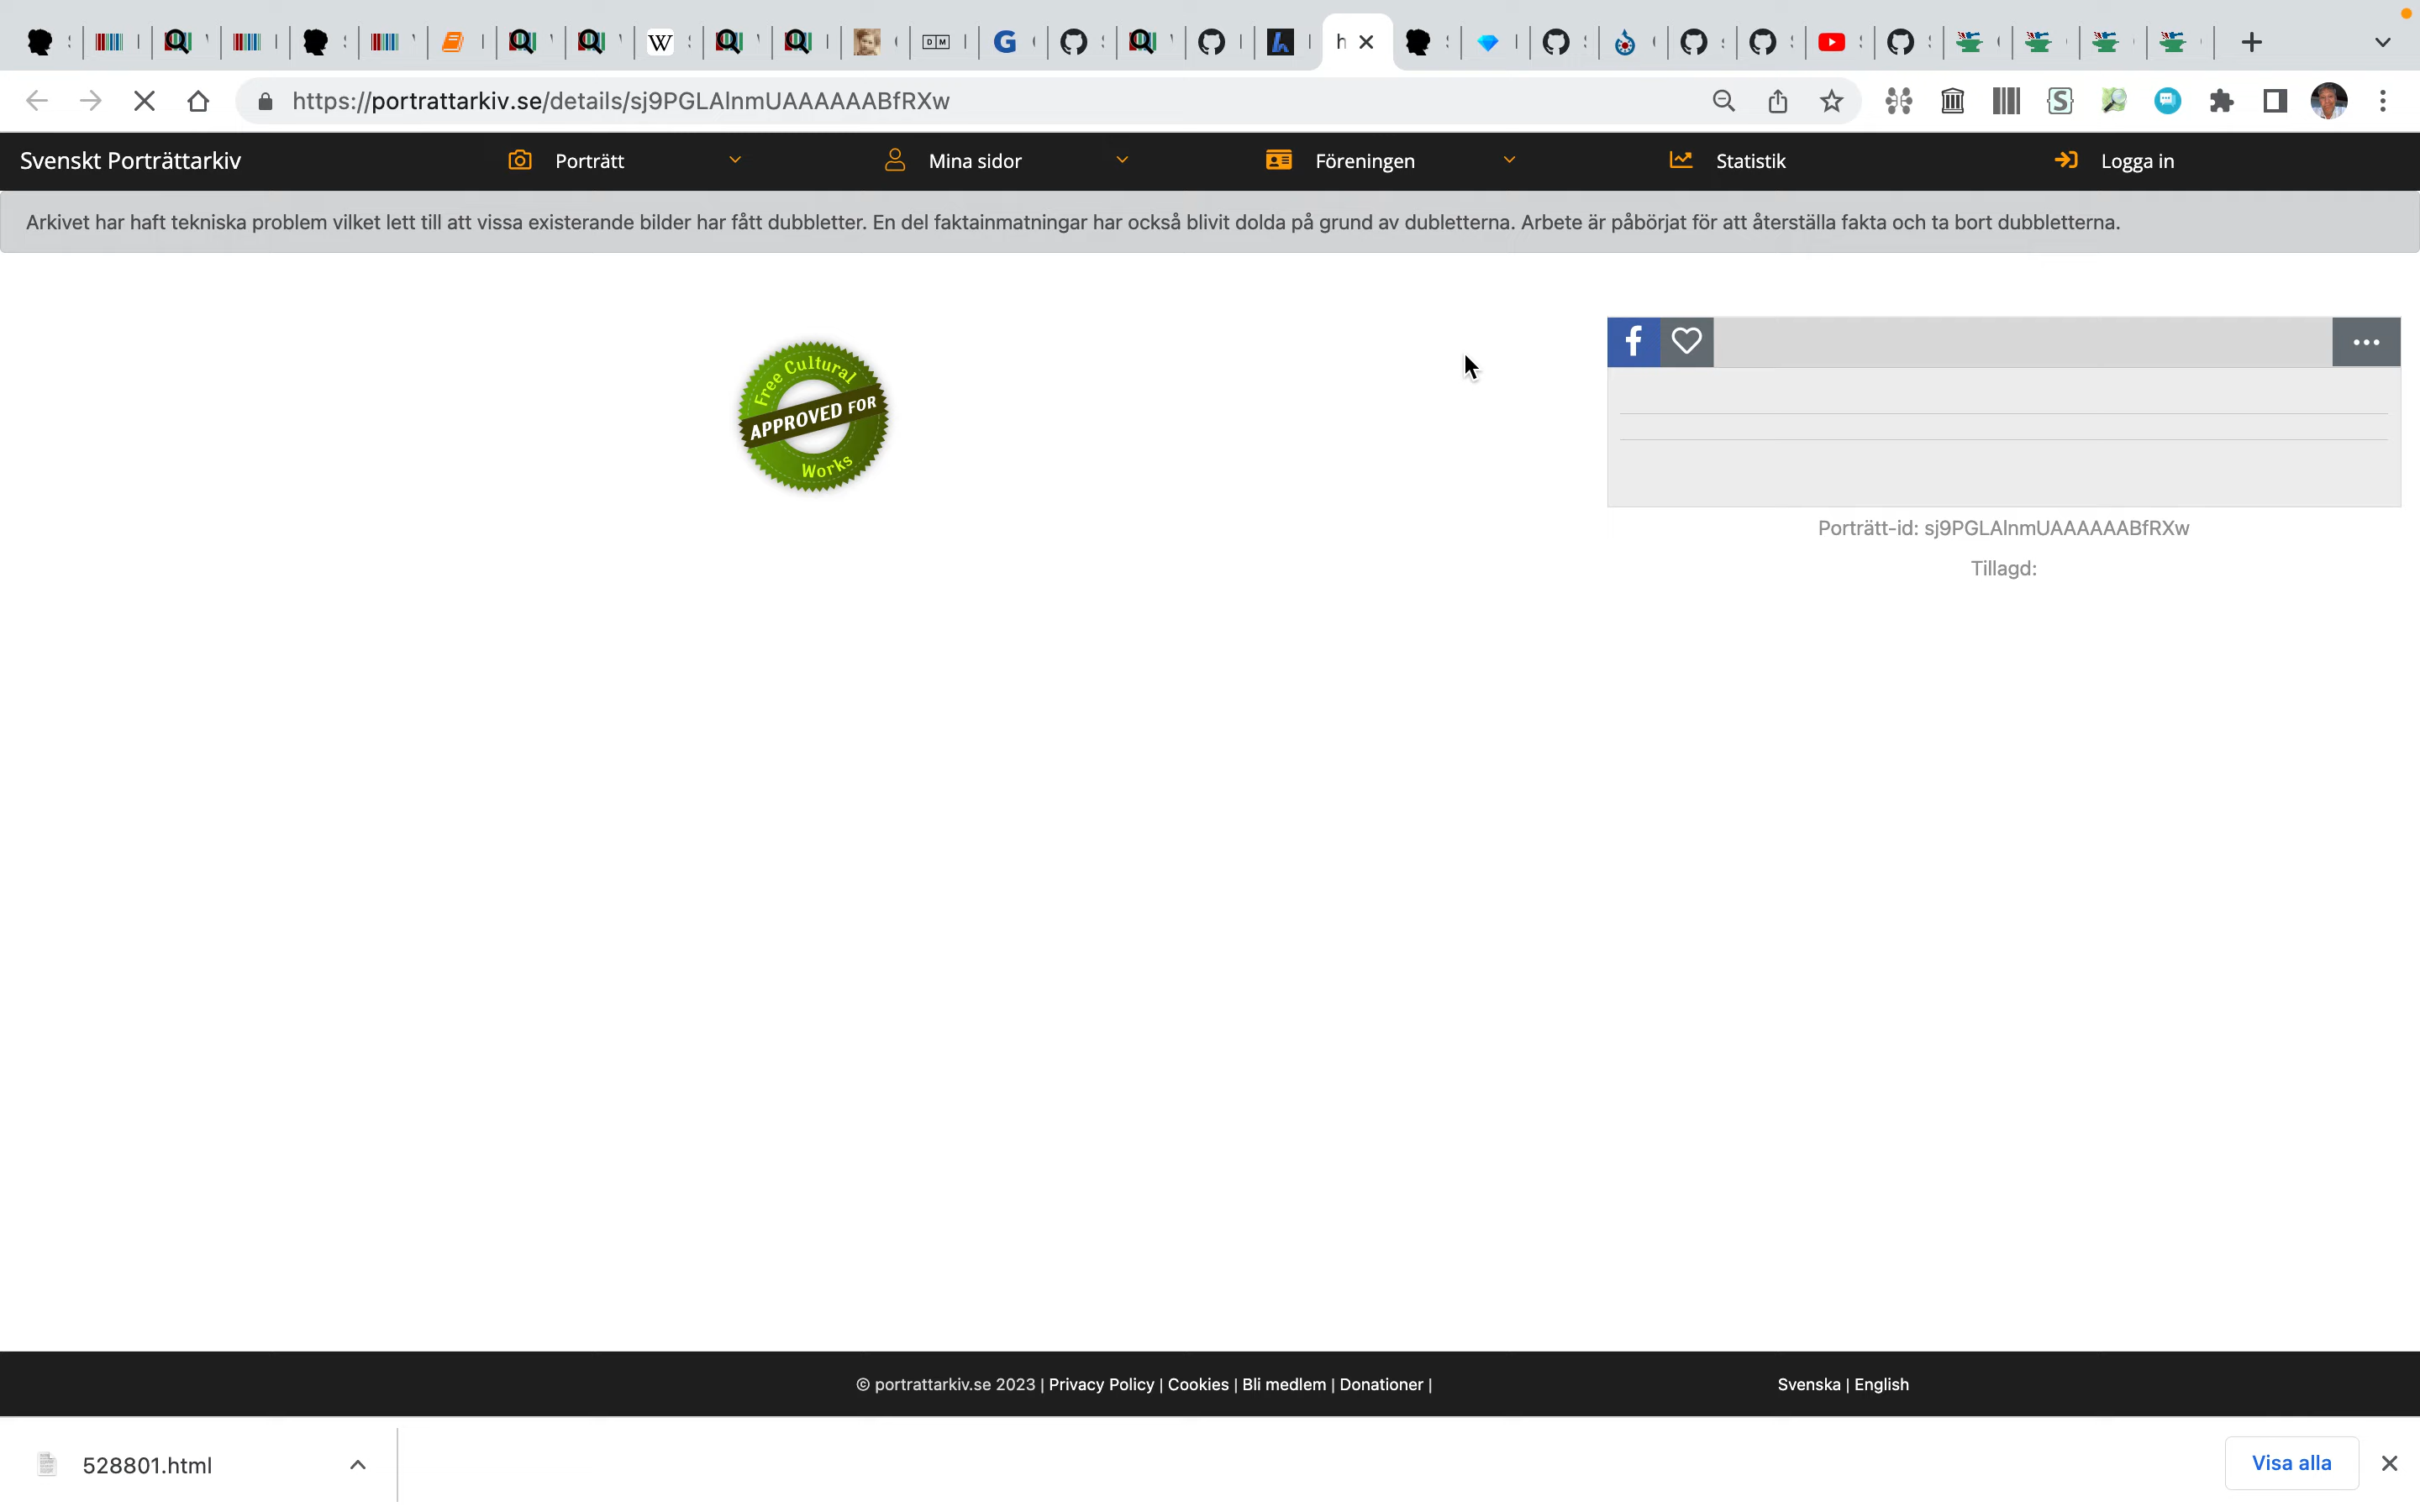 h
https://portrattarkiv.se/details/sj9PGLAlnmUAAAAAABfRXw
Svenskt Porträttarkiv
Porträtt
Mina sidor
Föreningen
Statistik
Logga in
Arkivet har haft tekniska problem vilket lett till att vissa existerande bilder har fått dubbletter. En del faktainmatningar har också blivit dolda på grund av dubletterna. Arbete är påbörjat för att återställa fakta och ta bort dubbletterna.
Free Cultural
APPROVED FOR
Works
Porträtt-id: sj9PGLAlnmUAAAAAABfRXw
Tillagd:
© portrattarkiv.se 2023 | Privacy Policy | Cookies | Bli medlem | Donationer |
Svenska | English
528801.html
Visa alla